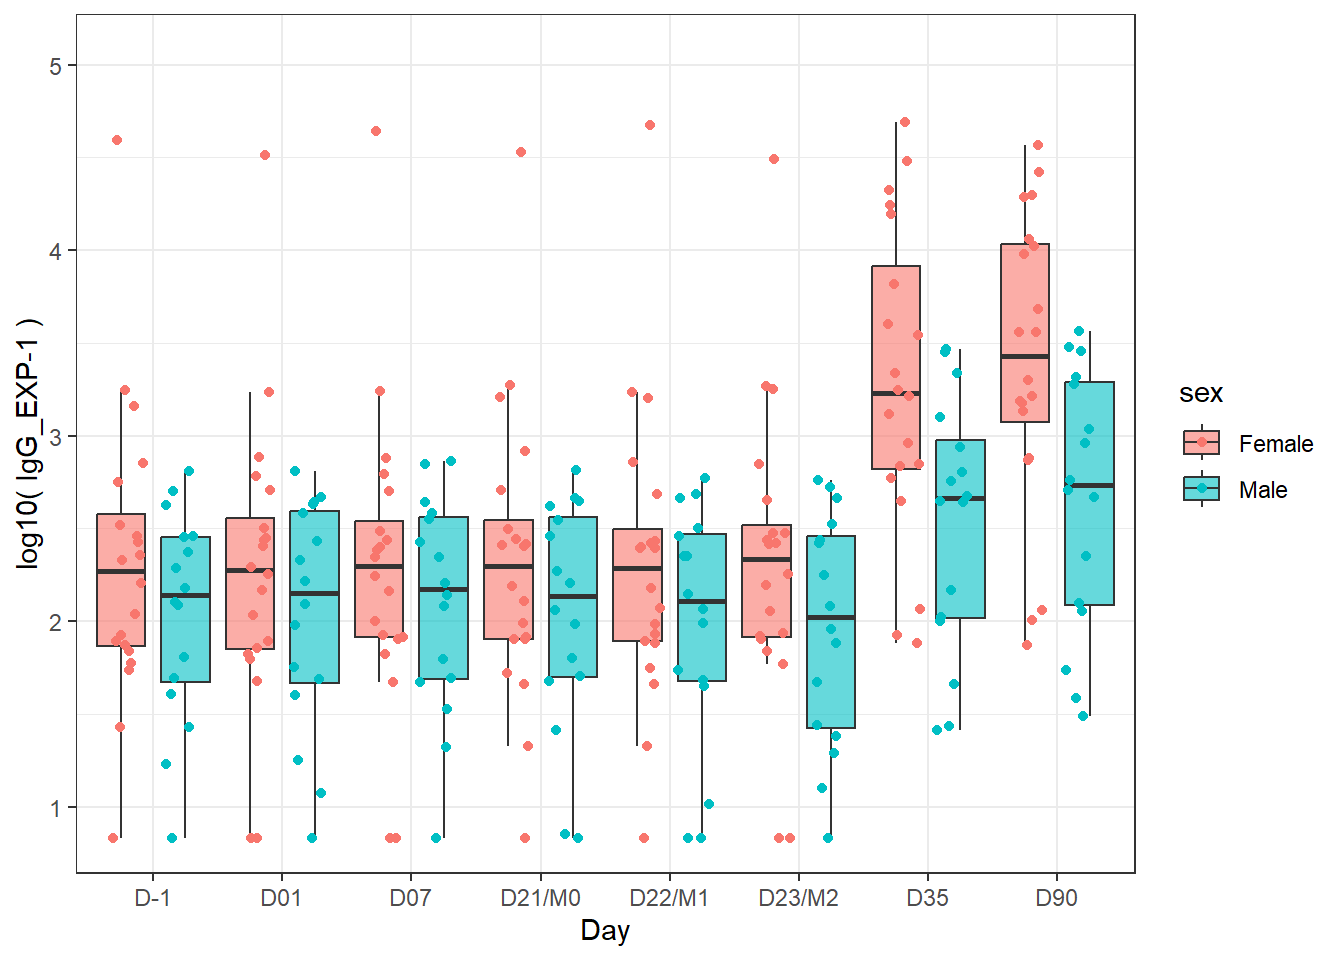 5
4
3
2
1
log10( IgG_EXP-1 )
D-1 D01 D07 D21/M0 D22/M1 D23/M2 D35 D90
Day
sex
Female
Male